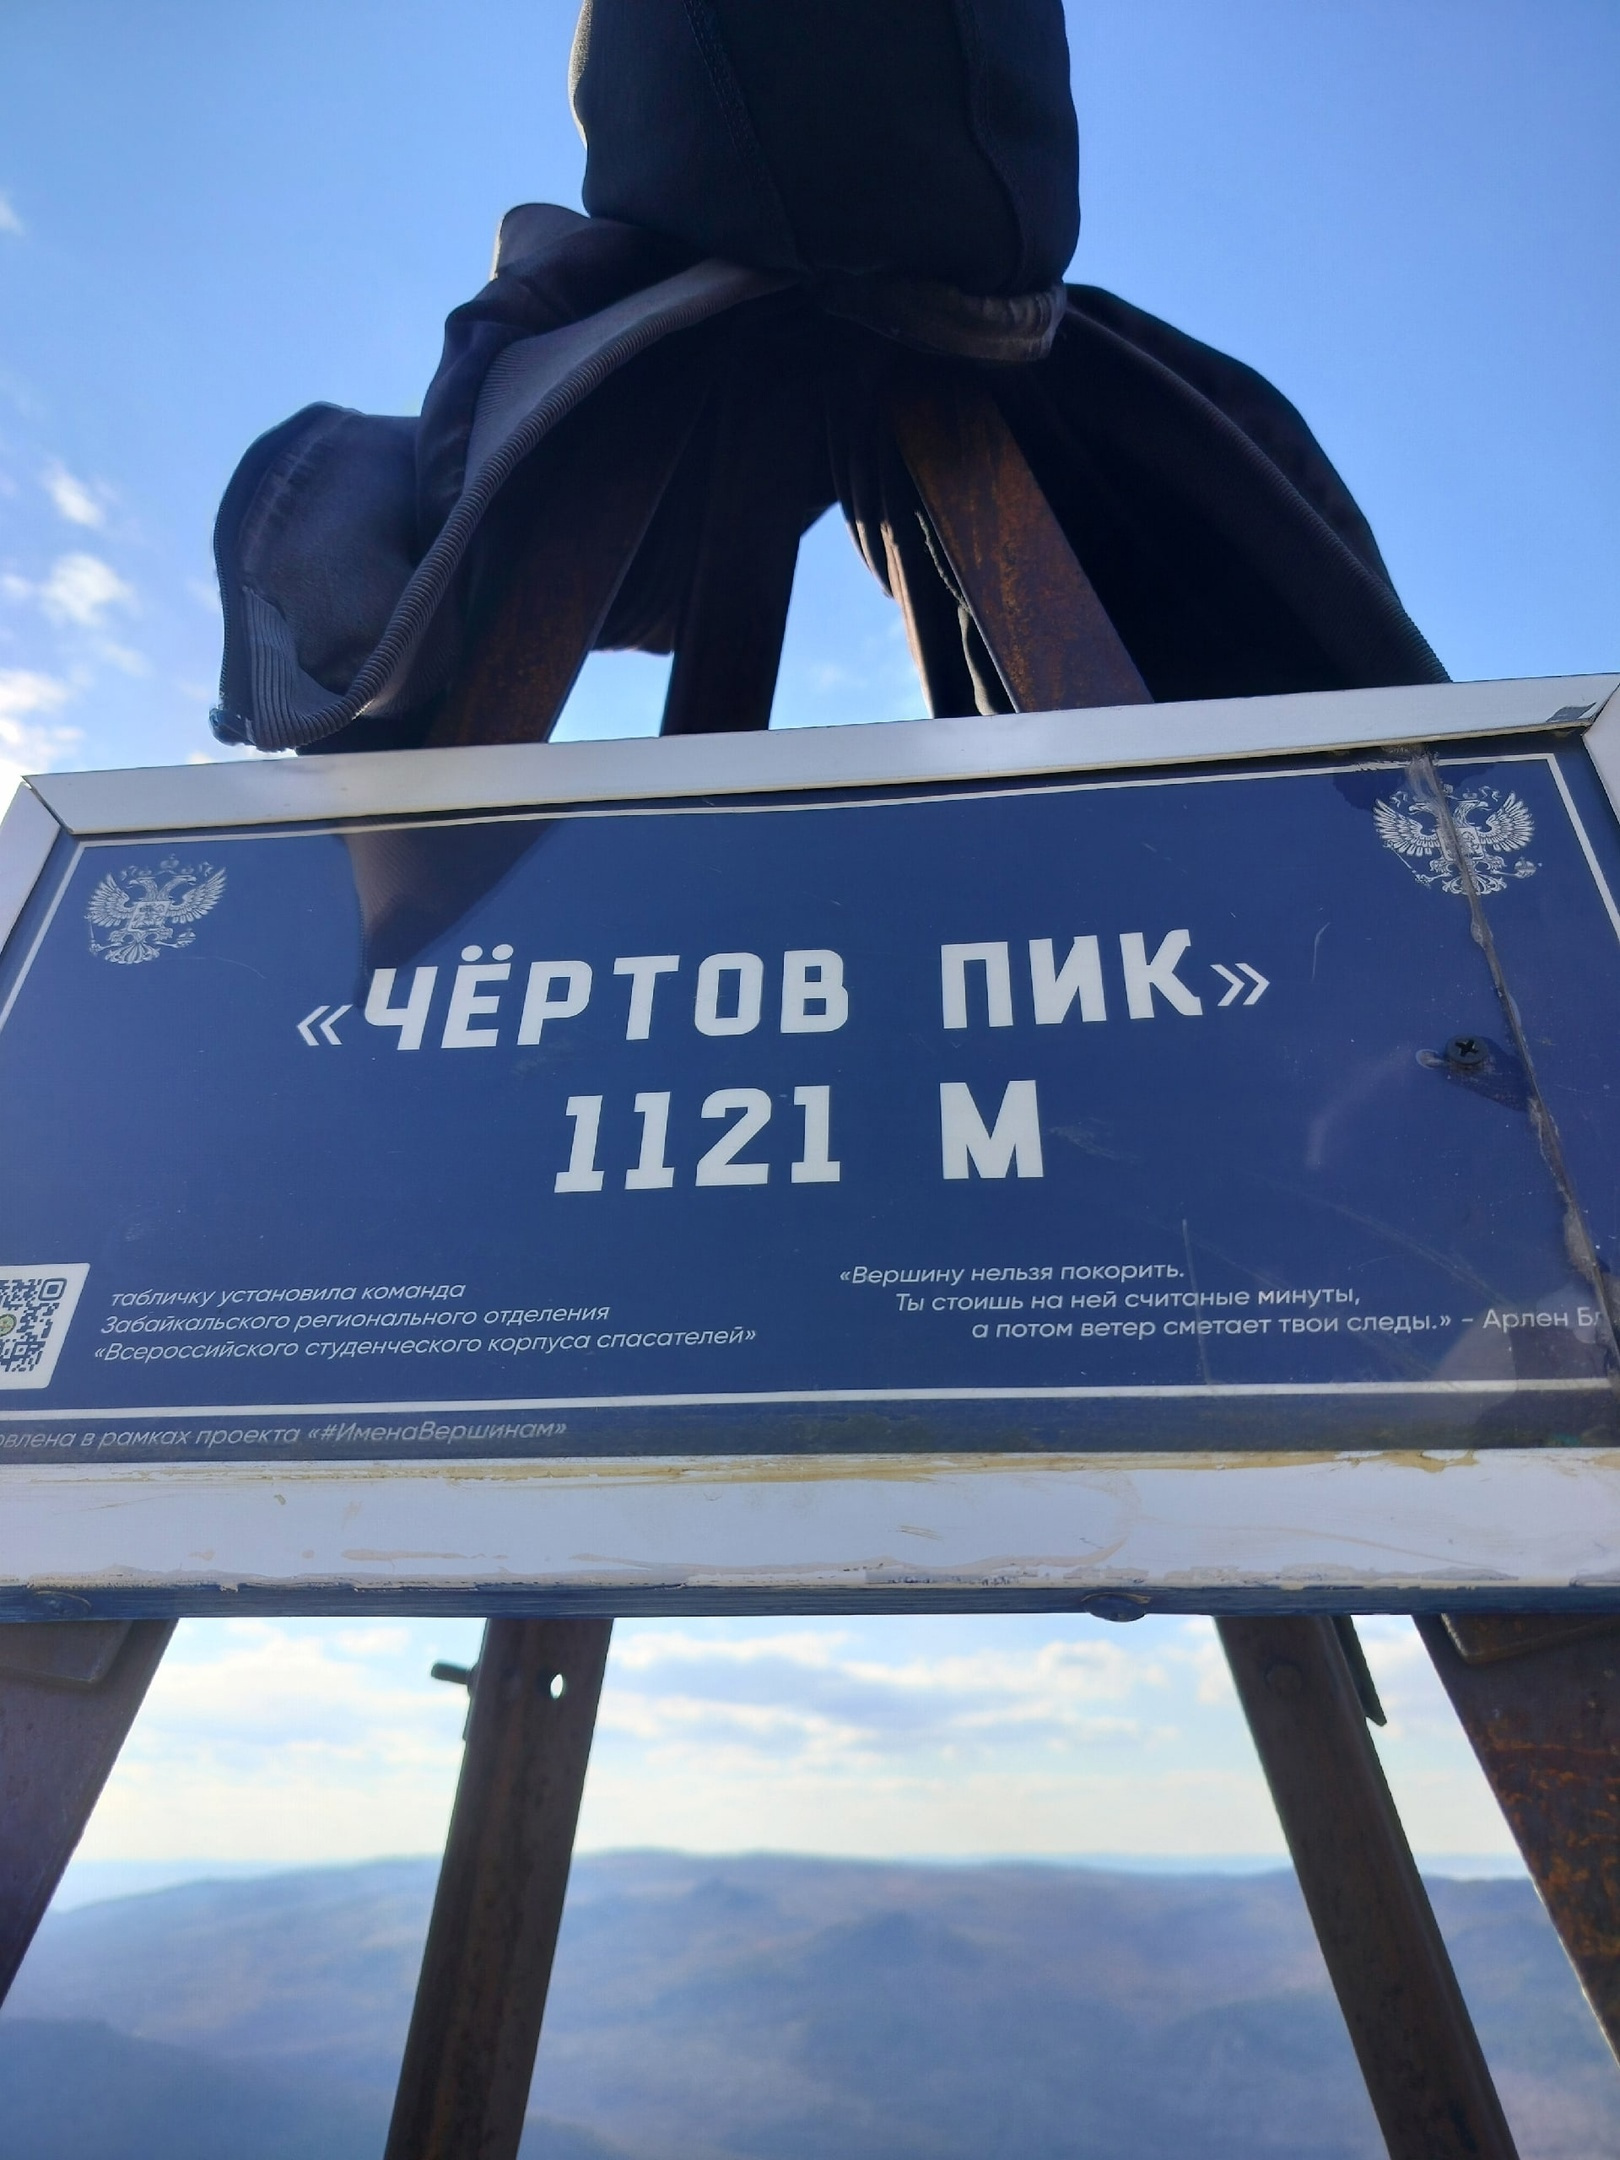 «ЧЁРТОВ ПИК»
1121 М
табличку установила команда
Забайкальского регионального отделения
«Всероссийского студенческого корпуса спасателей»
«Вершину нельзя покорить.
Ты стоишь на ней считаные минуты,
а потом ветер сметает твои следы.» – Арлен
в рамках проекта «#ИменаВершинам»